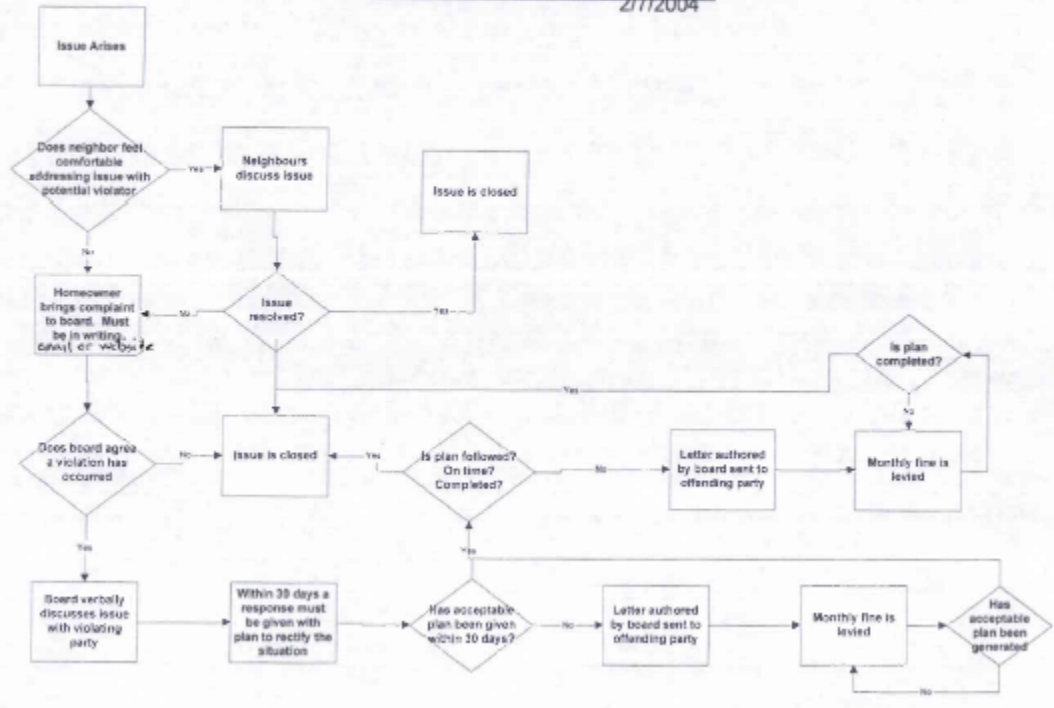 2/7/2004
Issue Arises
Does neighbor feel
comfortable
addressing issue with
potential violator
Yes
Neighbours
discuss issue
Issue is closed
No
Homeowner
brings complaint
to board. Must
be in writing
email or website
No
Issue
resolved?
Yes
Is plan
completed?
Yes
No
Does board agree
a violation has
occurred
No
Issue is closed
Yes
Is plan followed?
On time?
Completed?
No
Letter authored
by board sent to
offending party
Monthly fine is
levied
Yes
Yes
Board verbally
discusses issue
with violating
party
Within 30 days a
response must
be given with
plan to rectify the
situation
Has acceptable
plan been given
within 30 days?
No
Letter authored
by board sent to
offending party
Monthly fine is
levied
Has
acceptable
plan been
generated
No